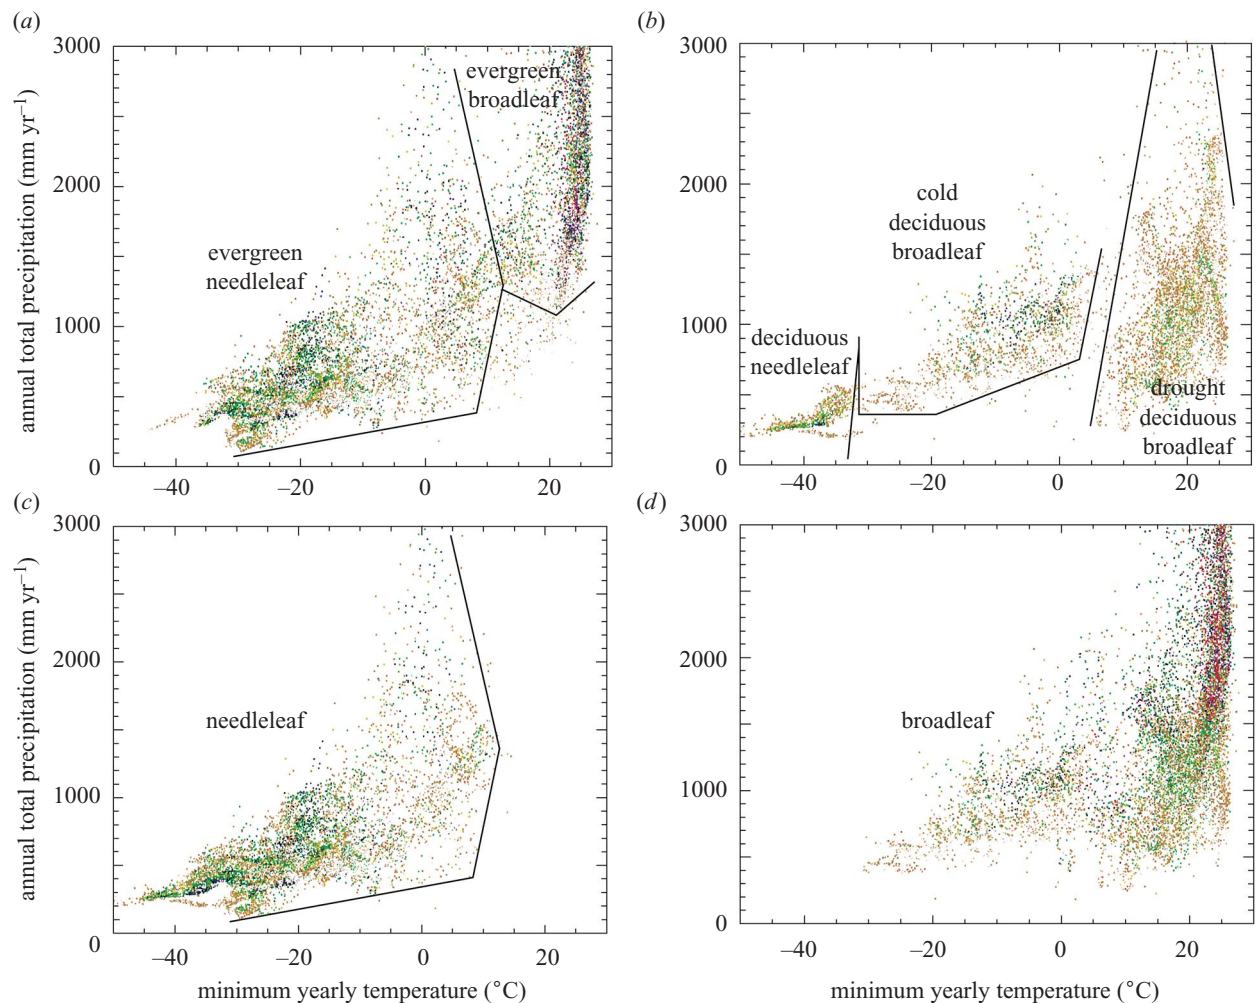 (a)
3000
2000
1000
0
annual total precipitation (mm yr⁻¹)
evergreen
broadleaf
evergreen
needleleaf
–40
–20
0
20
(b)
3000
2000
1000
0
cold
deciduous
broadleaf
deciduous
needleleaf
drought
deciduous
broadleaf
–40
–20
0
20
(c)
3000
2000
1000
0
annual total precipitation (mm yr⁻¹)
needleleaf
–40
–20
0
20
minimum yearly temperature (°C)
(d)
3000
2000
1000
0
broadleaf
–40
–20
0
20
minimum yearly temperature (°C)